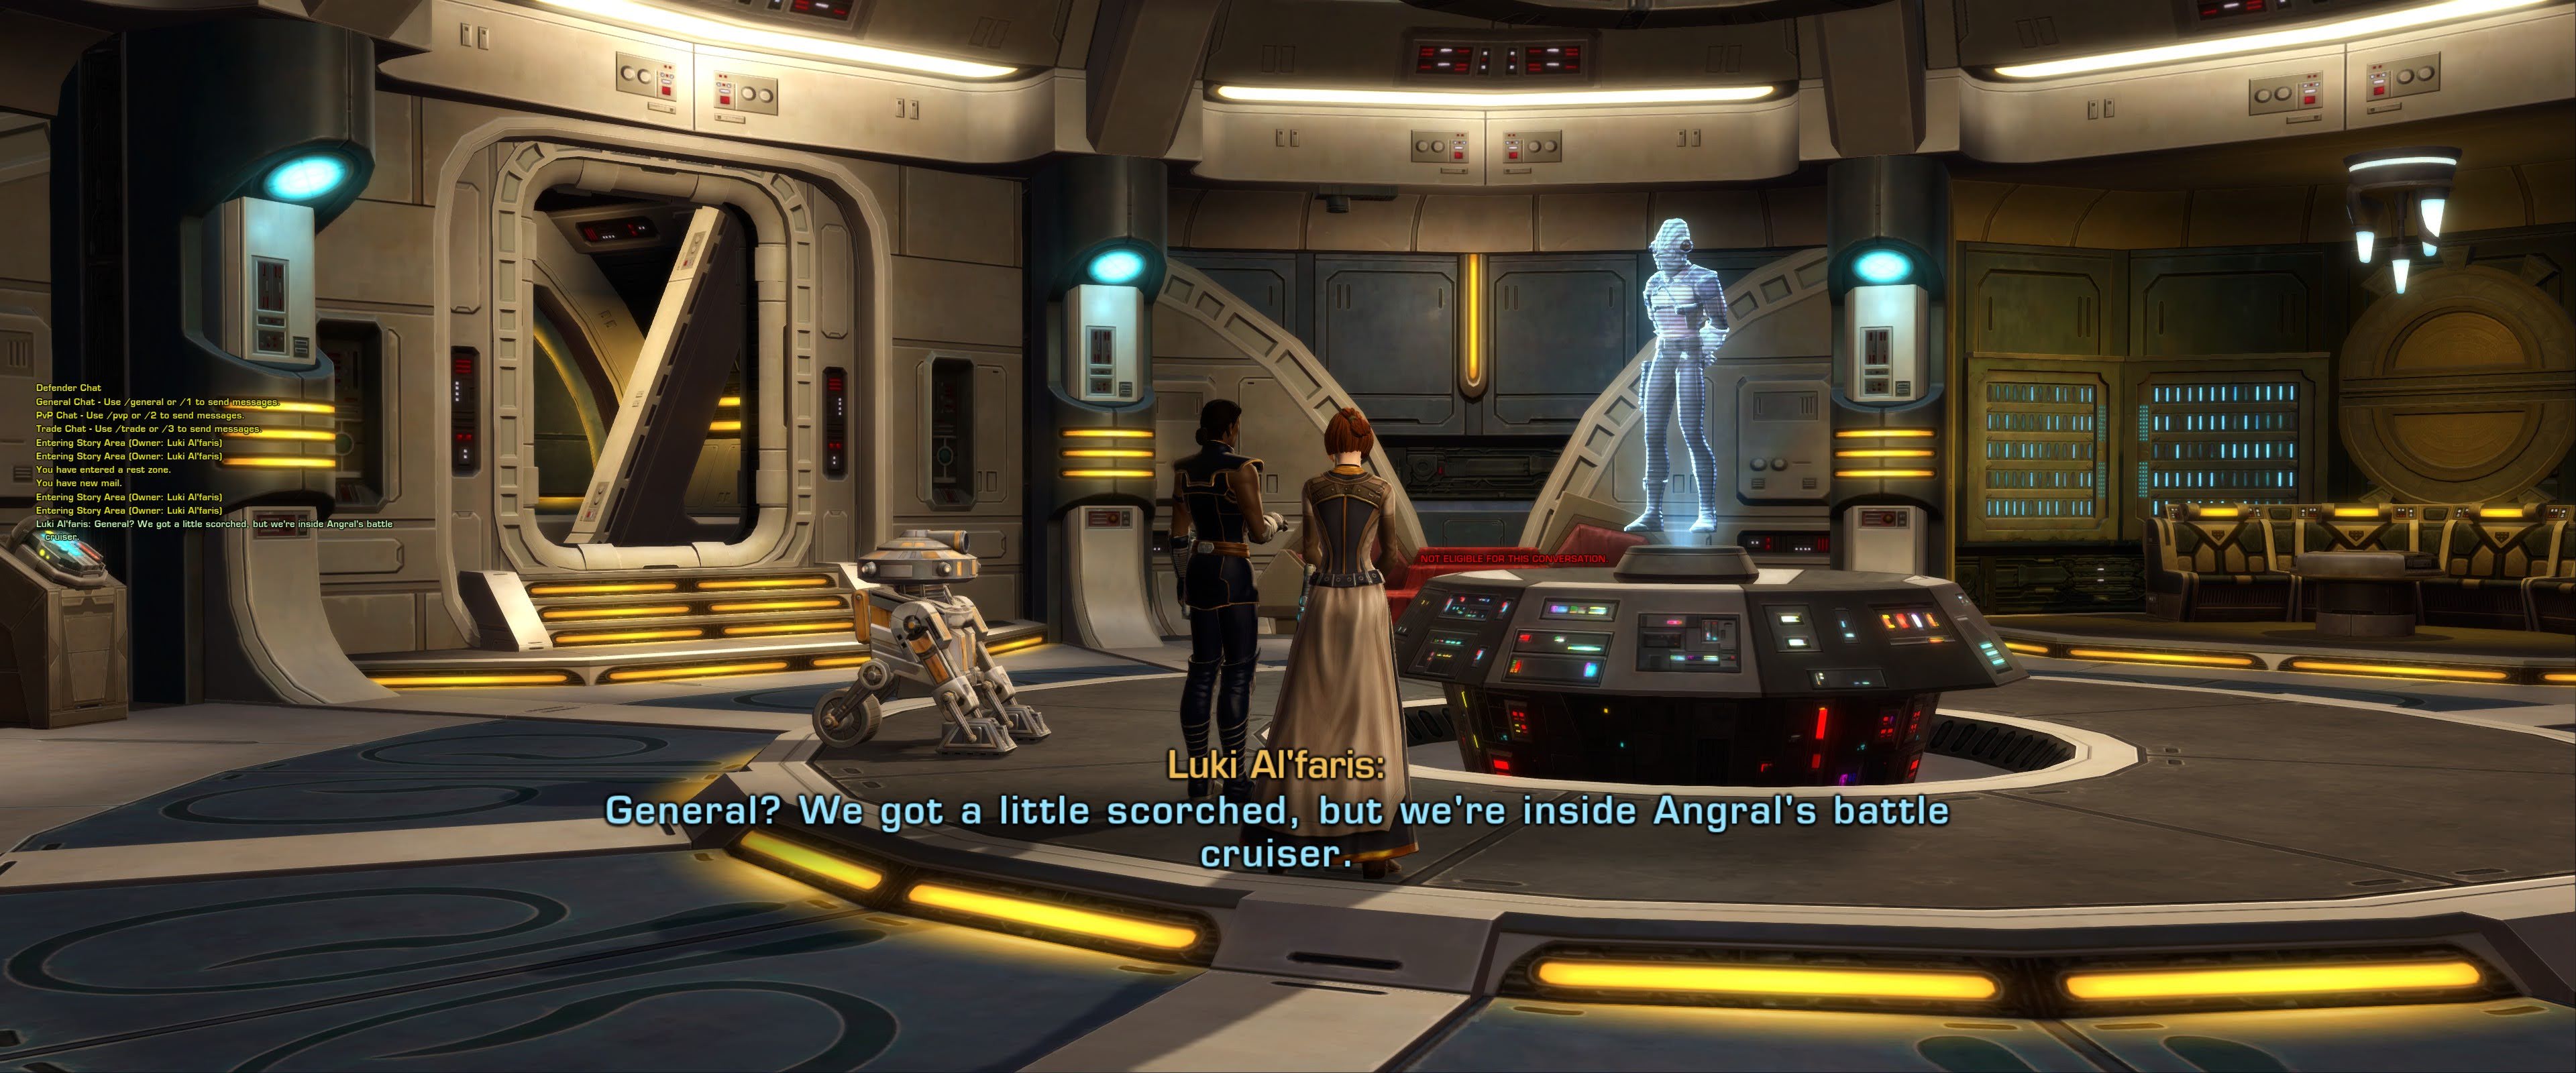 Defender Chat
General Chat - Use /general or /1 to send messages.
PvP Chat - Use /pvp or /2 to send messages.
Trade Chat - Use /trade or /3 to send messages.
Entering Story Area (Owner: Luki Al'faris)
Entering Story Area (Owner: Luki Al'faris)
You have entered a rest zone.
You have new mail.
Entering Story Area (Owner: Luki Al'faris)
Entering Story Area (Owner: Luki Al'faris)
Luki Al'faris: General? We got a little scorched, but we're inside Angral's battle
cruiser.
NOT ELIGIBLE FOR THIS CONVERSATION.
Luki Al'faris:
General? We got a little scorched, but we're inside Angral's battle
cruiser.